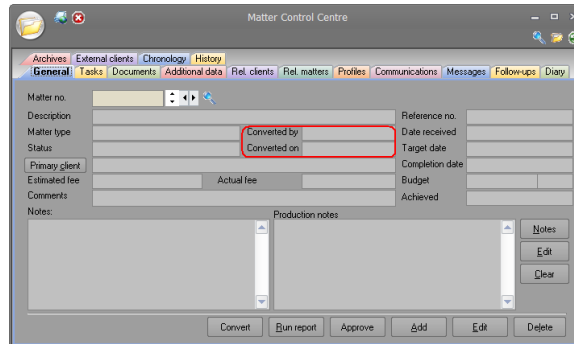 Matter Control Centre
Archives External clients Chronology History
General Tasks Documents Additional data Rel. clients Rel. matters Profiles Communications Messages Follow-ups Diary
Matter no.
Description Reference no.
Matter type Converted by Date received
Status Converted on Target date
Primary client Completion date
Estimated fee Actual fee Budget
Comments Achieved
Notes: Production notes
Notes
Edit
Clear
Convert Run report Approve Add Edit Delete